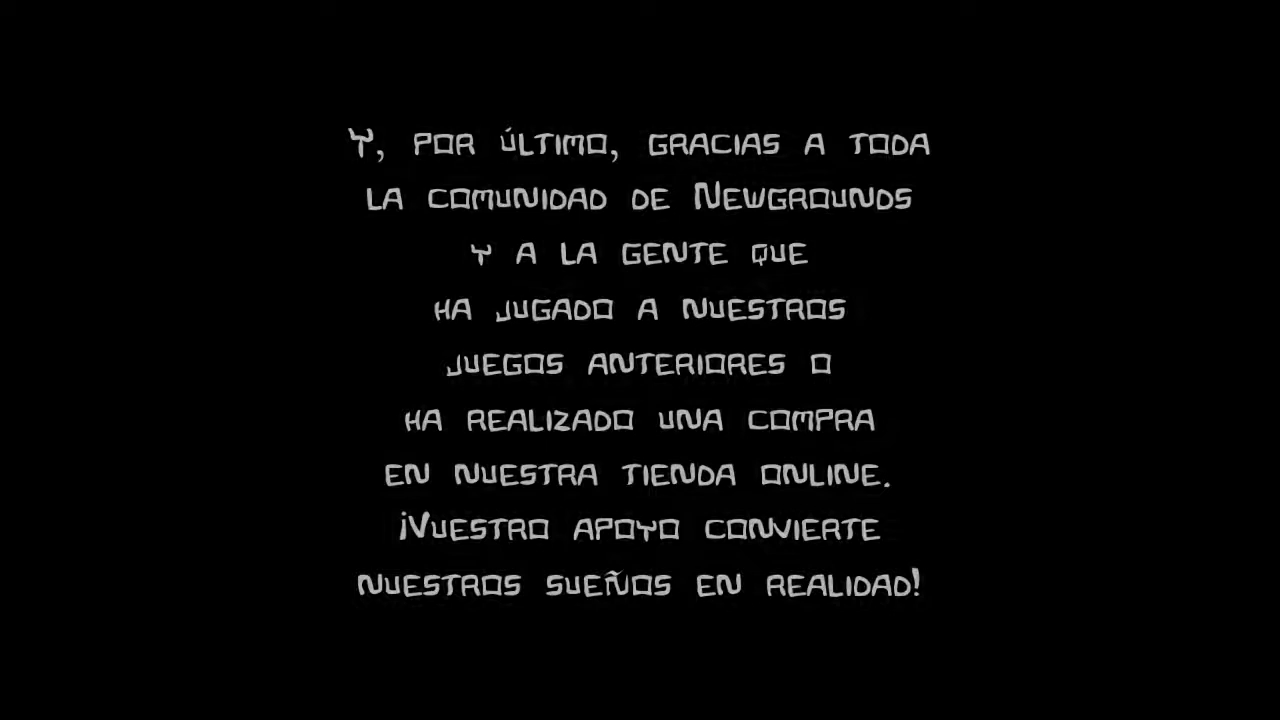 Y, POR ÚLTIMO, GRACIAS A TODA
LA COMUNIDAD DE NEWGROUNDS
Y A LA GENTE QUE
HA JUGADO A NUESTROS
JUEGOS ANTERIORES O
HA REALIZADO UNA COMPRA
EN NUESTRA TIENDA ONLINE.
¡VUESTRO APOYO CONVIERTE
NUESTROS SUEÑOS EN REALIDAD!